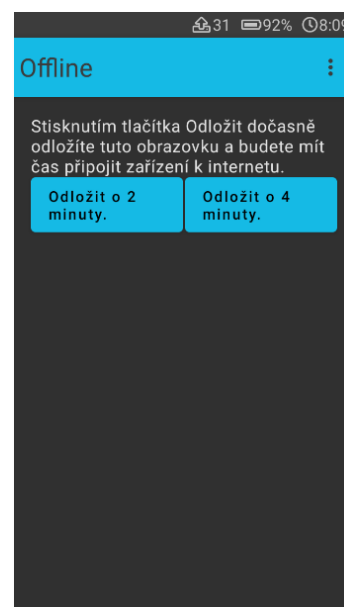 31 92% 8:09
Offline
Stisknutím tlačítka Odložit dočasně
odložíte tuto obrazovku a budete mít
čas připojit zařízení k internetu.
Odložit o 2
minuty.
Odložit o 4
minuty.